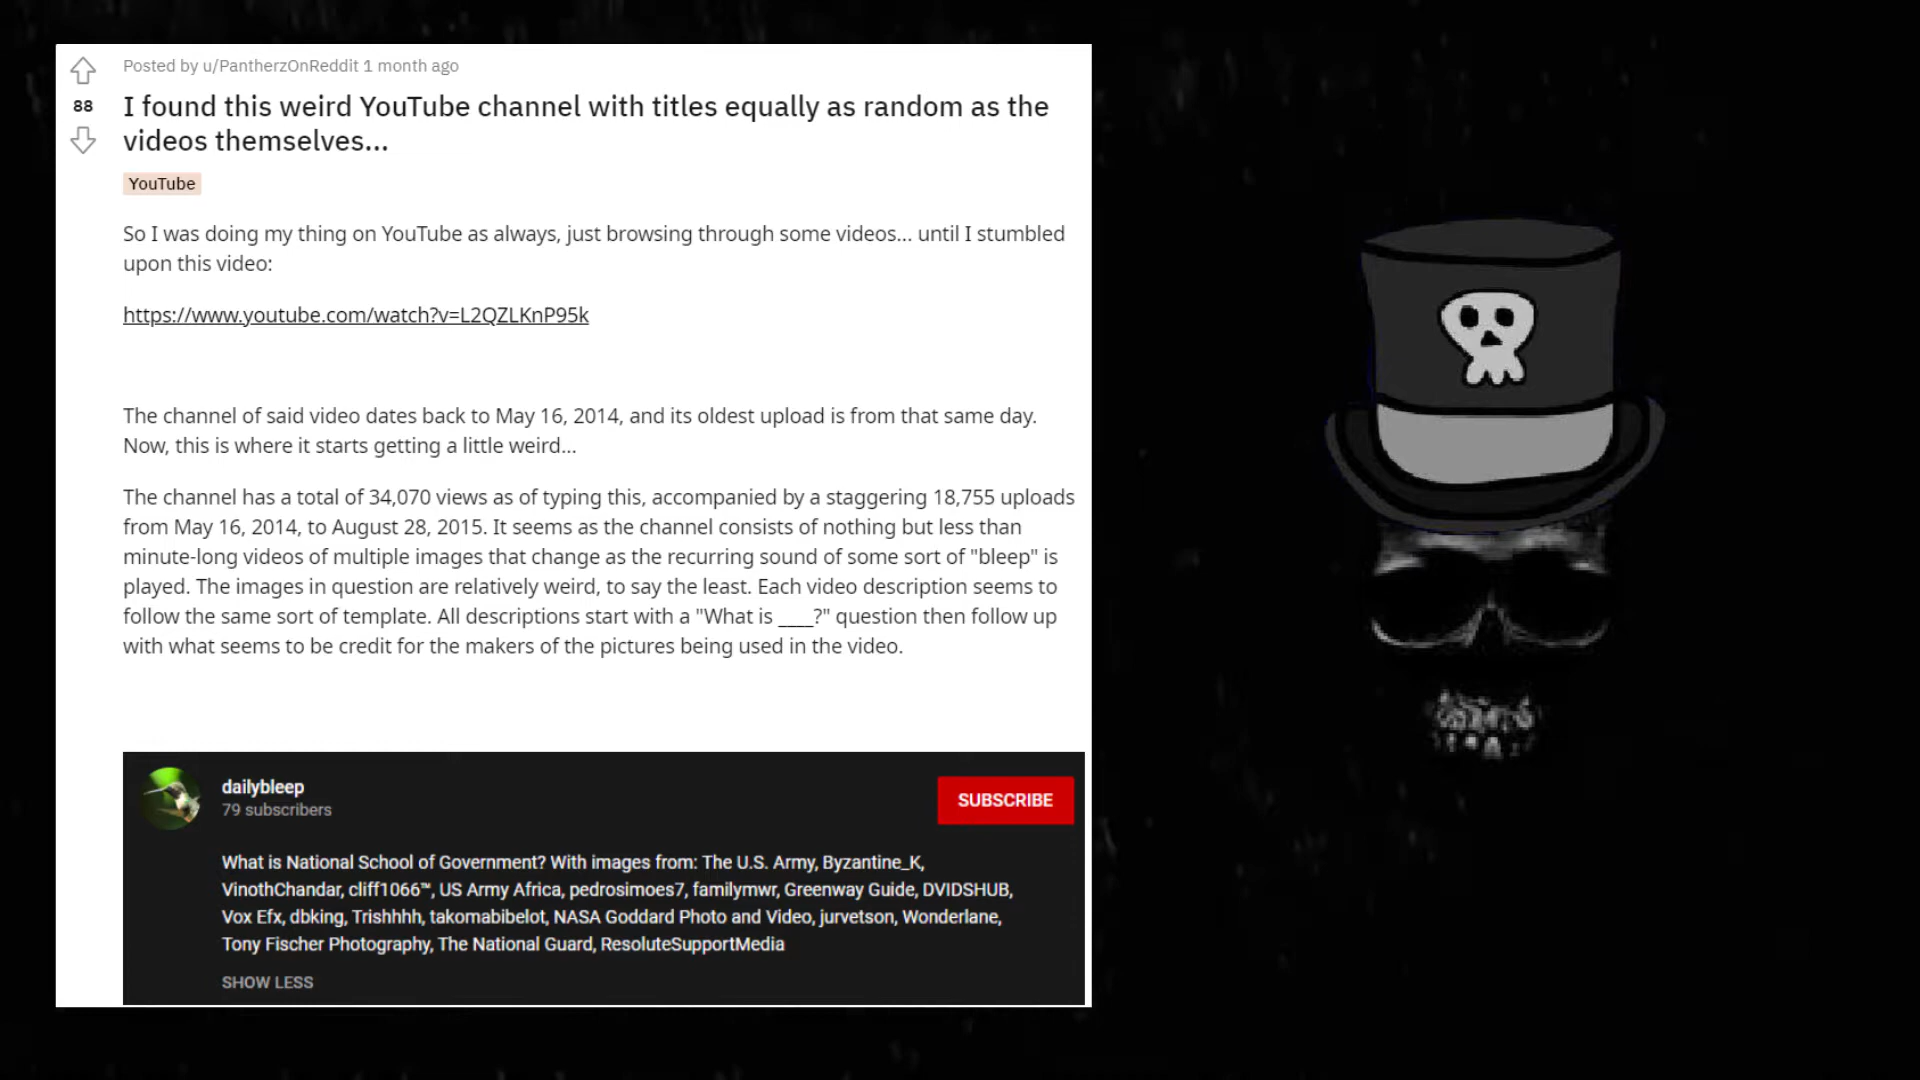 Posted by u/PantherzOnReddit 1 month ago
88
I found this weird YouTube channel with titles equally as random as the
videos themselves...
YouTube
So I was doing my thing on YouTube as always, just browsing through some videos... until I stumbled
upon this video:
https://www.youtube.com/watch?v=L2QZLKnP95k
The channel of said video dates back to May 16, 2014, and its oldest upload is from that same day.
Now, this is where it starts getting a little weird...
The channel has a total of 34,070 views as of typing this, accompanied by a staggering 18,755 uploads
from May 16, 2014, to August 28, 2015. It seems as the channel consists of nothing but less than
minute-long videos of multiple images that change as the recurring sound of some sort of "bleep" is
played. The images in question are relatively weird, to say the least. Each video description seems to
follow the same sort of template. All descriptions start with a "What is ____?" question then follow up
with what seems to be credit for the makers of the pictures being used in the video.
dailybleep
79 subscribers
SUBSCRIBE
What is National School of Government? With images from: The U.S. Army, Byzantine_K,
VinothChandar, cliff1066™, US Army Africa, pedrosimoes7, familymwr, Greenway Guide, DVIDSHUB,
Vox Efx, dbking, Trishhhh, takomabibelot, NASA Goddard Photo and Video, jurvetson, Wonderlane,
Tony Fischer Photography, The National Guard, ResoluteSupportMedia
SHOW LESS